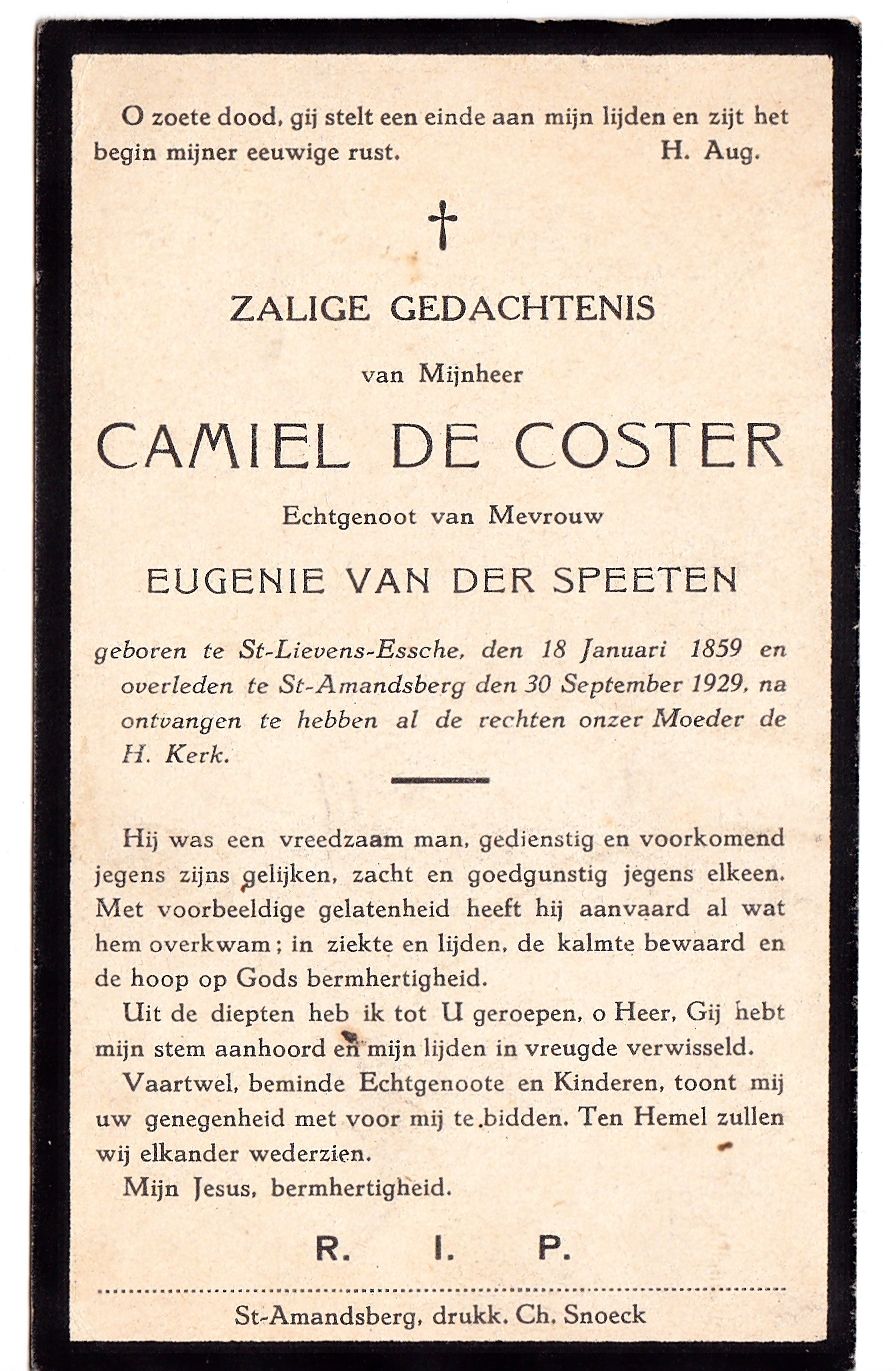 O zoete dood, gij stelt een einde aan mijn lijden en zijt het
begin mijner eeuwige rust. H. Aug.
ZALIGE GEDACHTENIS
van Mijnheer
CAMIEL DE COSTER
Echtgenoot van Mevrouw
EUGENIE VAN DER SPEETEN
geboren te St-Lievens-Essche, den 18 Januari 1859 en
overleden te St-Amandsberg den 30 September 1929, na
ontvangen te hebben al de rechten onzer Moeder de
H. Kerk.
Hij was een vreedzaam man, gedienstig en voorkomend
jegens zijns gelijken, zacht en goedgunstig jegens elkeen.
Met voorbeeldige gelatenheid heeft hij aanvaard al wat
hem overkwam; in ziekte en lijden, de kalmte bewaard en
de hoop op Gods bermhertigheid.
Uit de diepten heb ik tot U geroepen, o Heer, Gij hebt
mijn stem aanhoord en mijn lijden in vreugde verwisseld.
Vaartwel, beminde Echtgenoote en Kinderen, toont mij
uw genegenheid met voor mij te bidden. Ten Hemel zullen
wij elkander wederzien.
Mijn Jesus, bermhertigheid.
R. I. P.
St-Amandsberg, drukk. Ch. Snoeck